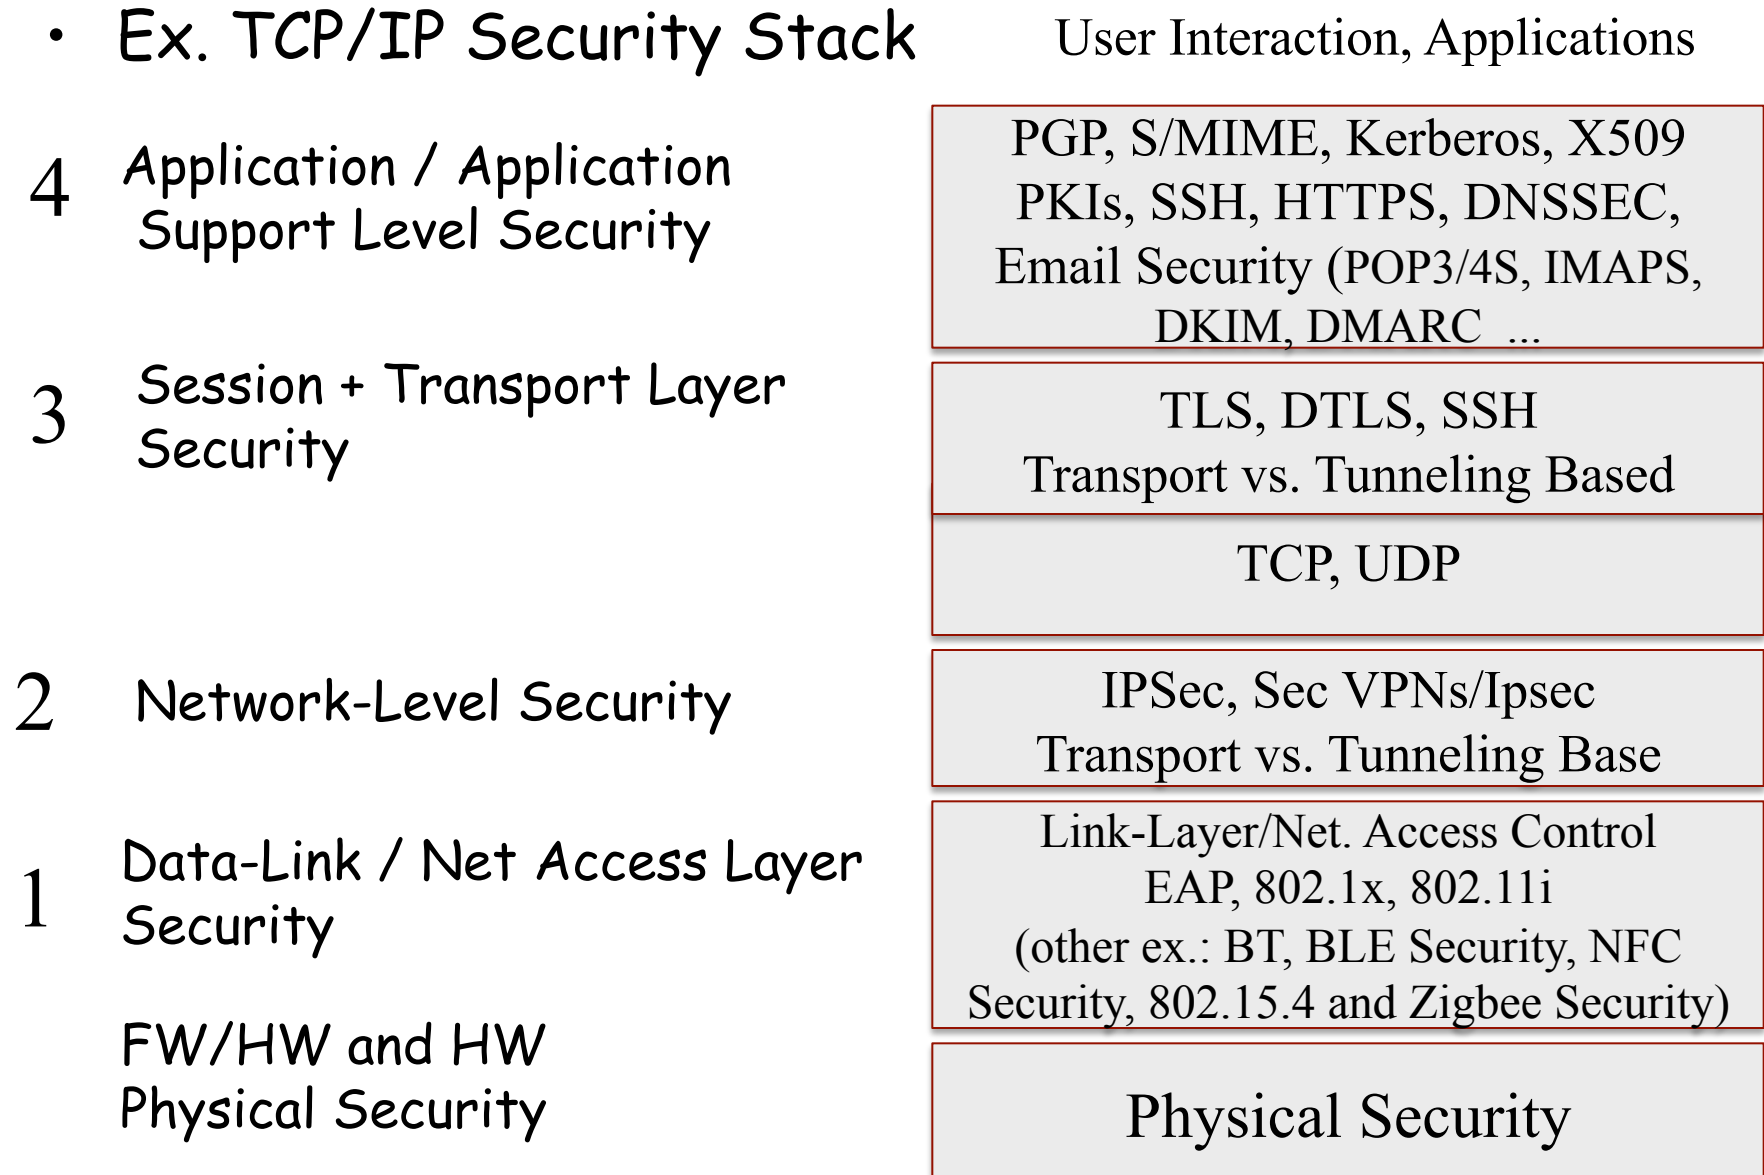 • Ex. TCP/IP Security Stack
User Interaction, Applications
4
Application / Application
Support Level Security
PGP, S/MIME, Kerberos, X509
PKIs, SSH, HTTPS, DNSSEC,
Email Security (POP3/4S, IMAPS,
DKIM, DMARC ...
3
Session + Transport Layer
Security
TLS, DTLS, SSH
Transport vs. Tunneling Based
TCP, UDP
2
Network-Level Security
IPSec, Sec VPNs/Ipsec
Transport vs. Tunneling Base
1
Data-Link / Net Access Layer
Security
Link-Layer/Net. Access Control
EAP, 802.1x, 802.11i
(other ex.: BT, BLE Security, NFC
Security, 802.15.4 and Zigbee Security)
FW/HW and HW
Physical Security
Physical Security